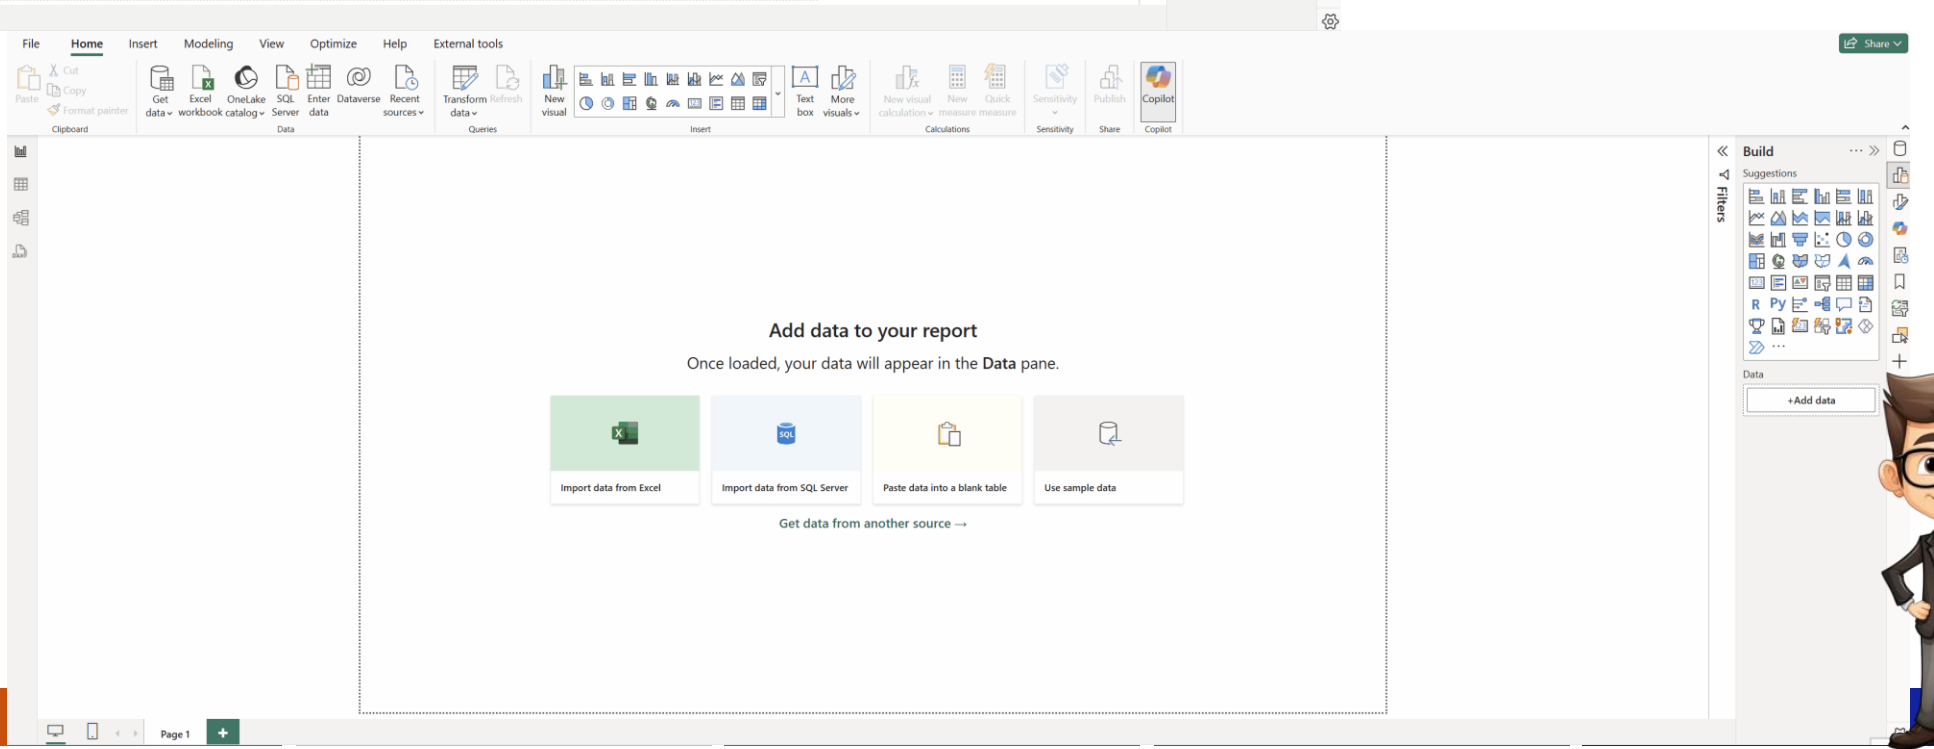 File Home Insert Modeling View Optimize Help External tools
Share
Paste
Cut
Copy
Format painter
Clipboard
Get data
Excel workbook
OneLake catalog
SQL Server
Enter data
Dataverse
Recent sources
Data
Transform data
Refresh
Queries
New visual
Text box
More visuals
Insert
New visual calculation
New measure
Quick measure
Calculations
Sensitivity
Sensitivity
Publish
Share
Copilot
Copilot
Filters
Build
Suggestions
R Py
Data
+Add data
Add data to your report
Once loaded, your data will appear in the Data pane.
Import data from Excel
SQL
Import data from SQL Server
Paste data into a blank table
Use sample data
Get data from another source →
Page 1